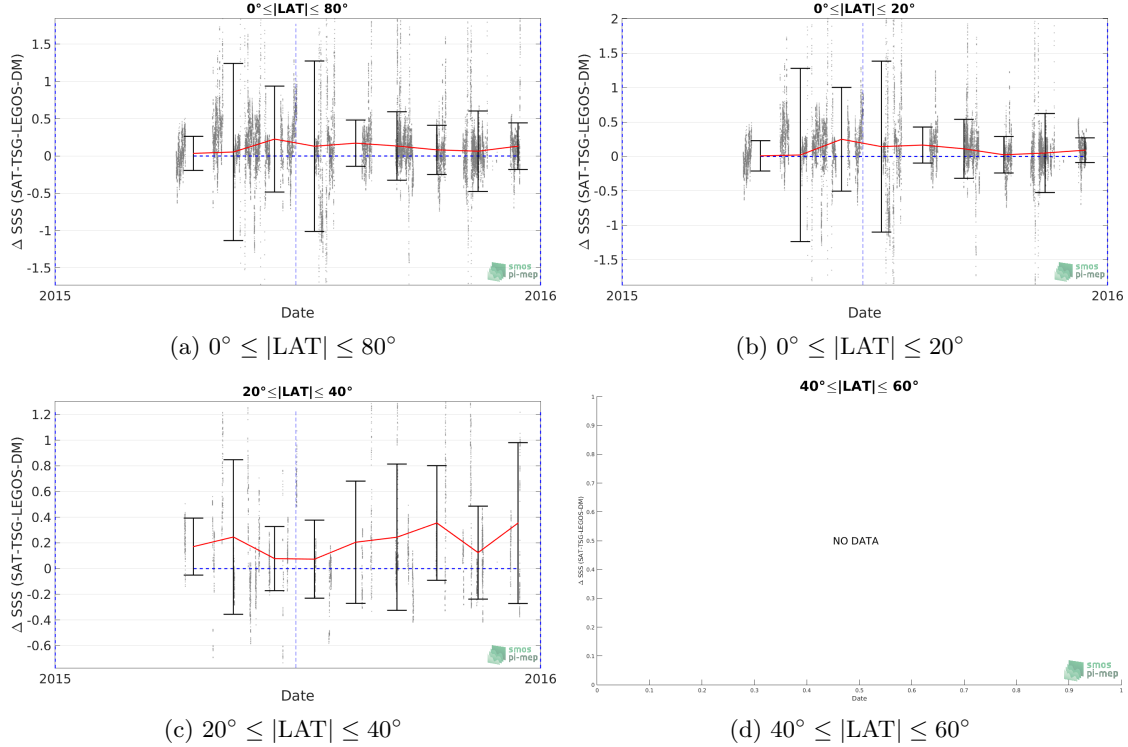 0°≤|LAT|≤ 80°
Δ SSS (SAT-TSG-LEGOS-DM)
1.5
1
0.5
0
-0.5
-1
-1.5
smos
pi-mep
2015
2016
Date
(a) 0° ≤ |LAT| ≤ 80°
0°≤|LAT|≤ 20°
Δ SSS (SAT-TSG-LEGOS-DM)
2
1.5
1
0.5
0
-0.5
-1
1.5
smos
pi-mep
2015
2016
Date
(b) 0° ≤ |LAT| ≤ 20°
20°≤|LAT|≤ 40°
Δ SSS (SAT-TSG-LEGOS-DM)
1.2
1
0.8
0.6
0.4
0.2
0
-0.2
-0.4
-0.6
smos
pi-mep
2015
2016
Date
(c) 20° ≤ |LAT| ≤ 40°
40°≤|LAT|≤ 60°
Δ SSS (SAT-TSG-LEGOS-DM)
1
0.9
0.8
0.7
0.6
0.5
0.4
0.3
0.2
0.1
0
NO DATA
smos
pi-mep
0 0.1 0.2 0.3 0.4 0.5 0.6 0.7 0.8 0.9 1
Date
(d) 40° ≤ |LAT| ≤ 60°